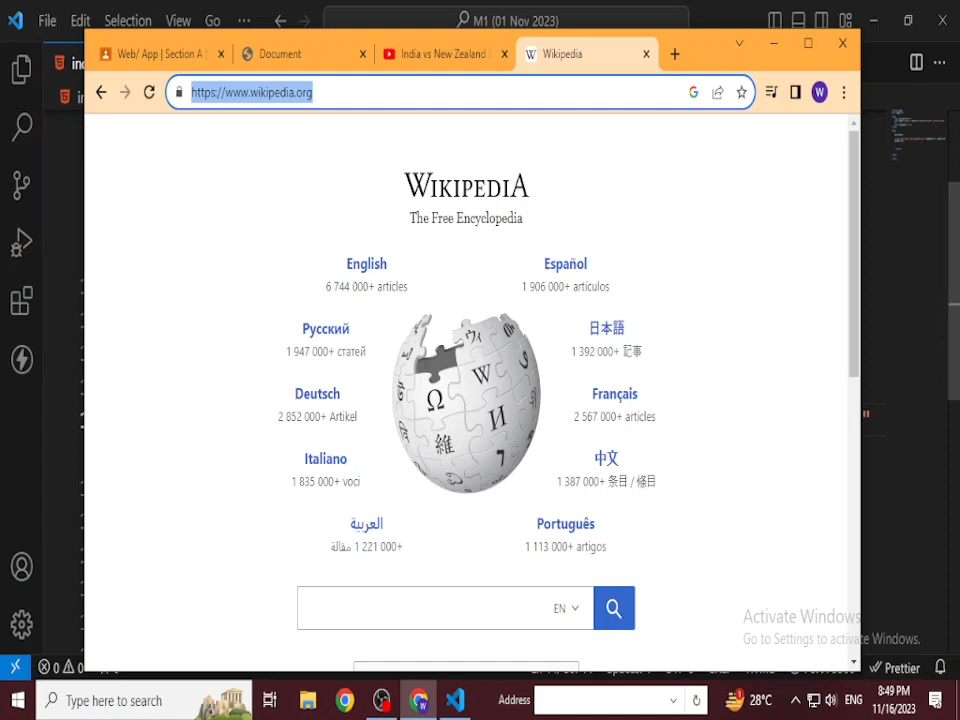 File Edit Selection View Go ··· M1 (01 Nov 2023)
Web/ App | Section A
Document
India vs New Zealand
Wikipedia
https://www.wikipedia.org
W
WIKIPEDIA
The Free Encyclopedia
English
6 744 000+ articles
Español
1 906 000+ artículos
Русский
1 947 000+ статей
日本語
1 392 000+ 記事
Deutsch
2 852 000+ Artikel
Français
2 567 000+ articles
Italiano
1 835 000+ voci
中文
1 387 000+ 条目 / 條目
العربية
1 221 000+ مقالة
Português
1 113 000+ artigos
EN
Activate Windows
Go to Settings to activate Windows.
0 0
Prettier
Type here to search
Address
28°C
ENG
8:49 PM
11/16/2023